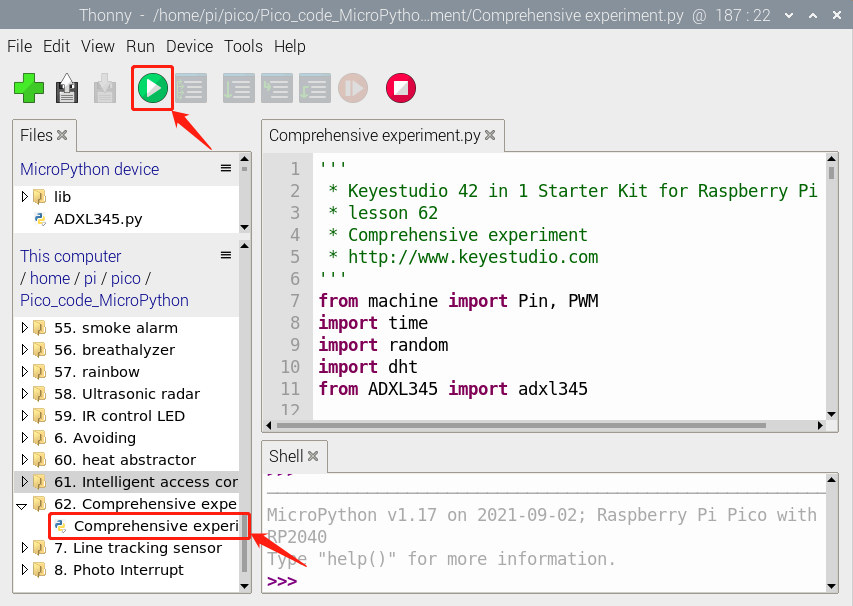 Thonny - /home/pi/pico/Pico_code_MicroPytho...ment/Comprehensive experiment.py @ 187 : 22
File Edit View Run Device Tools Help
Files
MicroPython device
lib
ADXL345.py
This computer
/ home / pi / pico /
Pico_code_MicroPython
55. smoke alarm
56. breathalyzer
57. rainbow
58. Ultrasonic radar
59. IR control LED
6. Avoiding
60. heat abstractor
61. Intelligent access cor
62. Comprehensive expe
Comprehensive experi
7. Line tracking sensor
8. Photo Interrupt
Comprehensive experiment.py
1 '''
2 * Keyestudio 42 in 1 Starter Kit for Raspberry Pi
3 * lesson 62
4 * Comprehensive experiment
5 * http://www.keyestudio.com
6 '''
7 from machine import Pin, PWM
8 import time
9 import random
10 import dht
11 from ADXL345 import adxl345
12
Shell
>>>
MicroPython v1.17 on 2021-09-02; Raspberry Pi Pico with
RP2040
Type "help()" for more information.
>>>